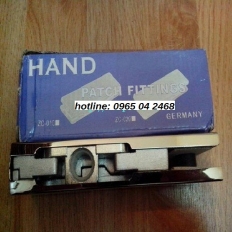 HAND
PATCH FITTINGS
hotline: 0965 04 2468
GERMANY